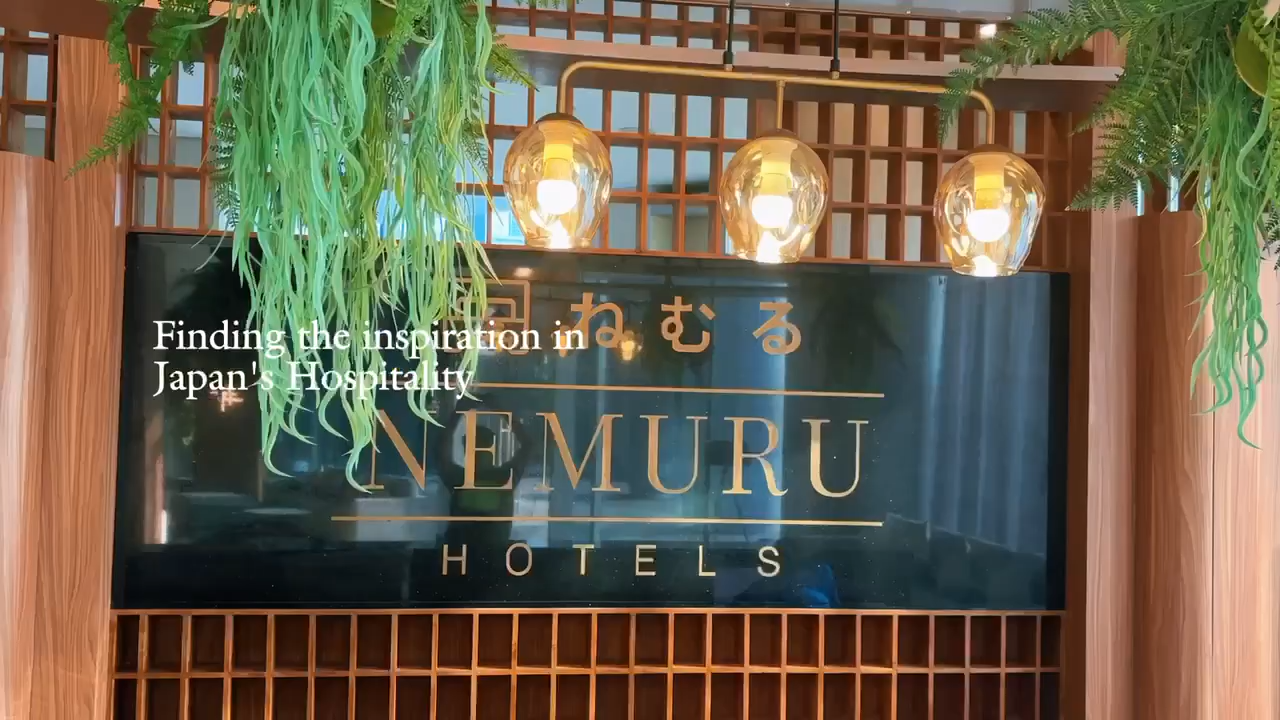 ねむる
Finding the inspiration in
Japan's Hospitality
NEMURU
HOTELS